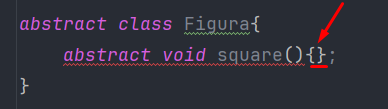 abstract class Figura{
abstract void square(){};
}